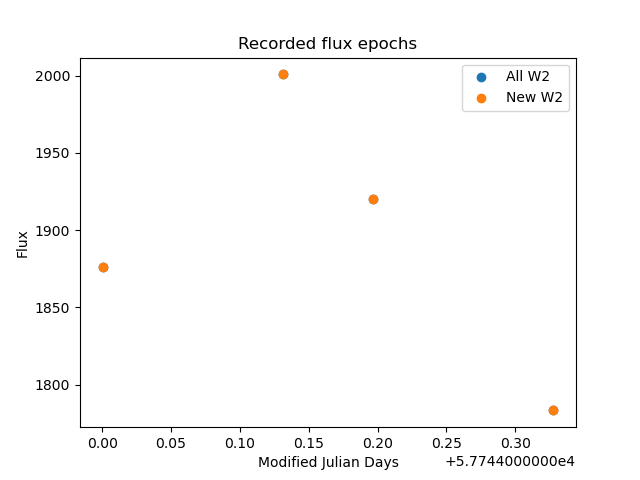 Recorded flux epochs
All W2
New W2
2000
1950
1900
1850
1800
Flux
0.00 0.05 0.10 0.15 0.20 0.25 0.30
+5.7744000000e4
Modified Julian Days